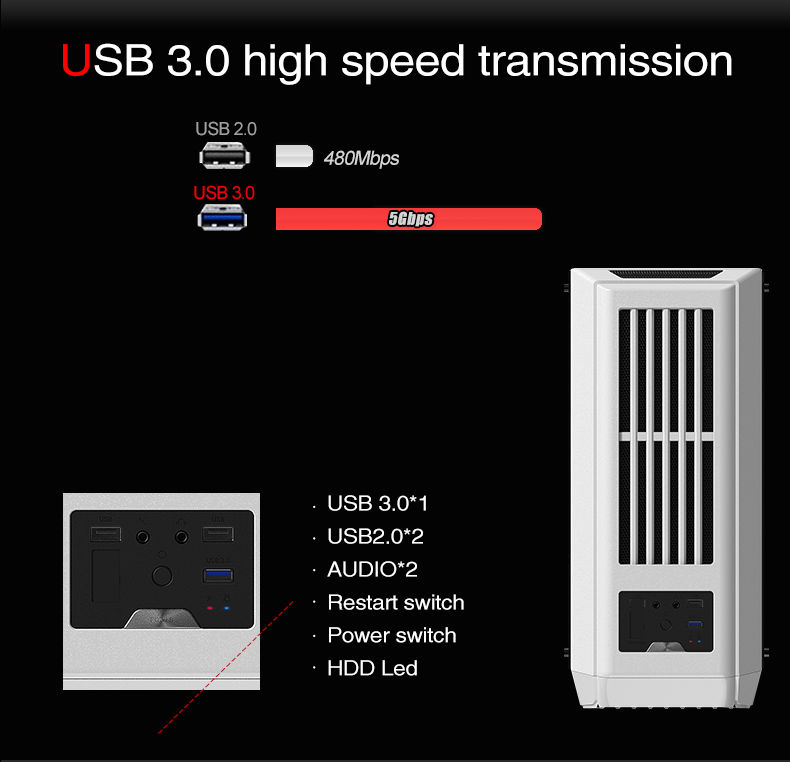 USB 3.0 high speed transmission
USB 2.0
480Mbps
USB 3.0
5Gbps
· USB 3.0*1
· USB2.0*2
· AUDIO*2
· Restart switch
· Power switch
· HDD Led